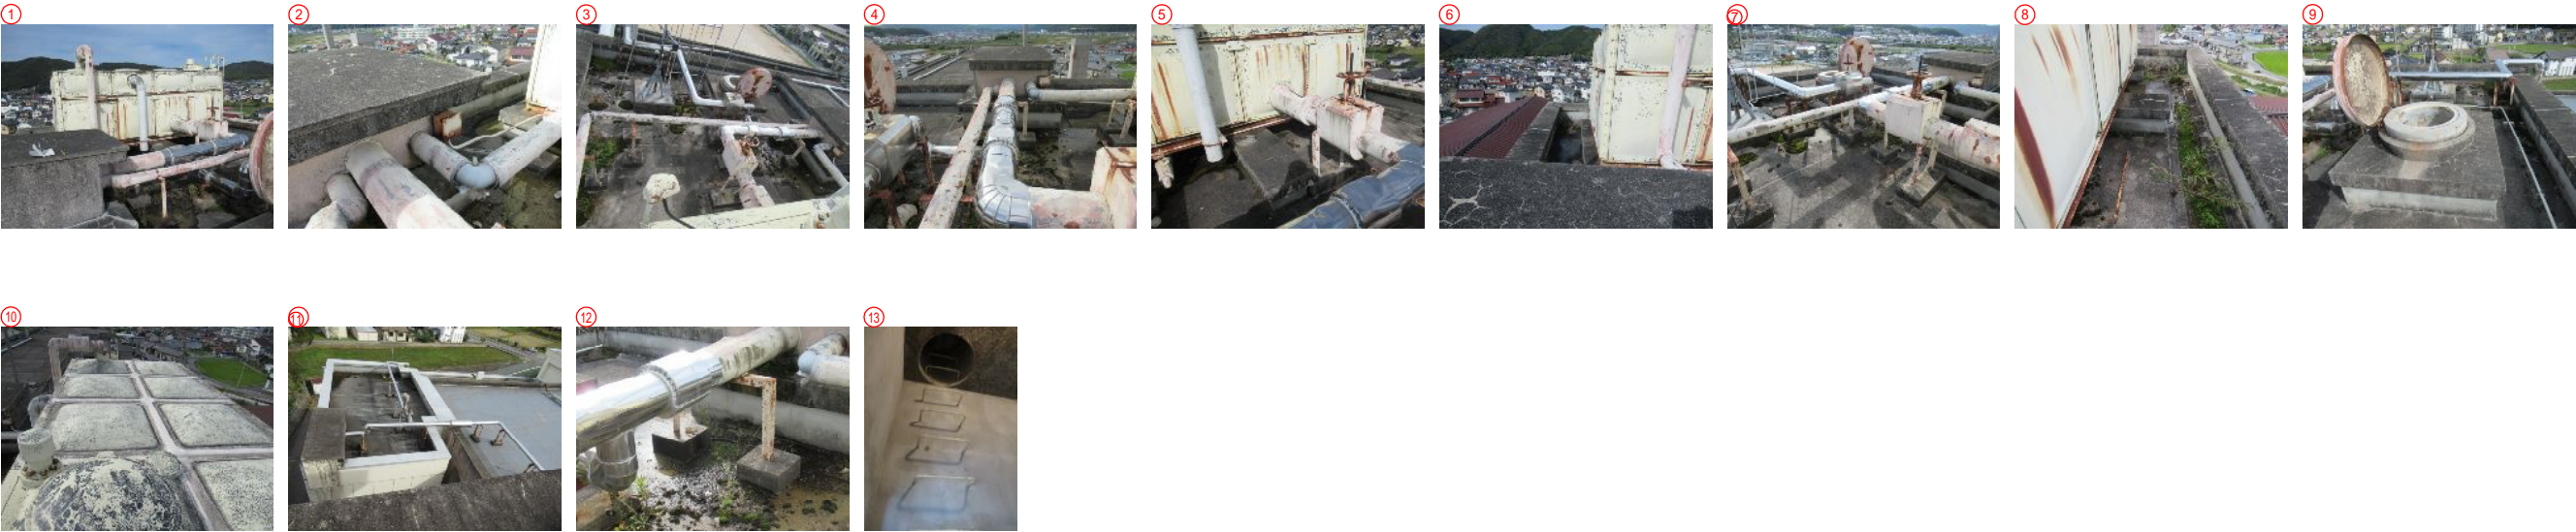 ① ② ③ ④ ⑤ ⑥ ⑦ ⑧ ⑨
⑩ ⑪ ⑫ ⑬